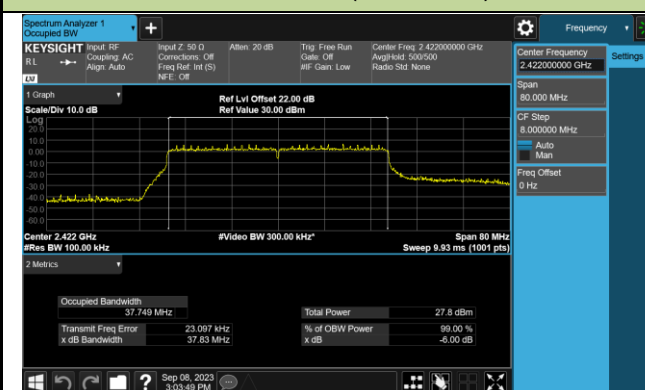 Spectrum Analyzer 1
Occupied BW
+
Frequency
KEYSIGHT
RL
LXI
Input: RF
Coupling: AC
Align: Auto
Input Z: 50 Ω
Corrections: Off
Freq Ref: Int (S)
NFE: Off
Atten: 20 dB
Trig: Free Run
Gate: Off
#IF Gain: Low
Center Freq: 2.422000000 GHz
Avg|Hold: 500/500
Radio Std: None
Center Frequency
2.422000000 GHz
Settings
Span
80.000 MHz
CF Step
8.000000 MHz
Auto
Man
Freq Offset
0 Hz
1 Graph
Scale/Div 10.0 dB
Ref Lvl Offset 22.00 dB
Ref Value 30.00 dBm
Log
20.0
10.0
0.00
-10.0
-20.0
-30.0
-40.0
-50.0
-60.0
Center 2.422 GHz
#Res BW 100.00 kHz
#Video BW 300.00 kHz*
Span 80 MHz
Sweep 9.93 ms (1001 pts)
2 Metrics
Occupied Bandwidth
37.749 MHz
Total Power 27.8 dBm
Transmit Freq Error 23.097 kHz
% of OBW Power 99.00 %
x dB Bandwidth 37.83 MHz
x dB -6.00 dB
?
Sep 08, 2023
3:03:49 PM